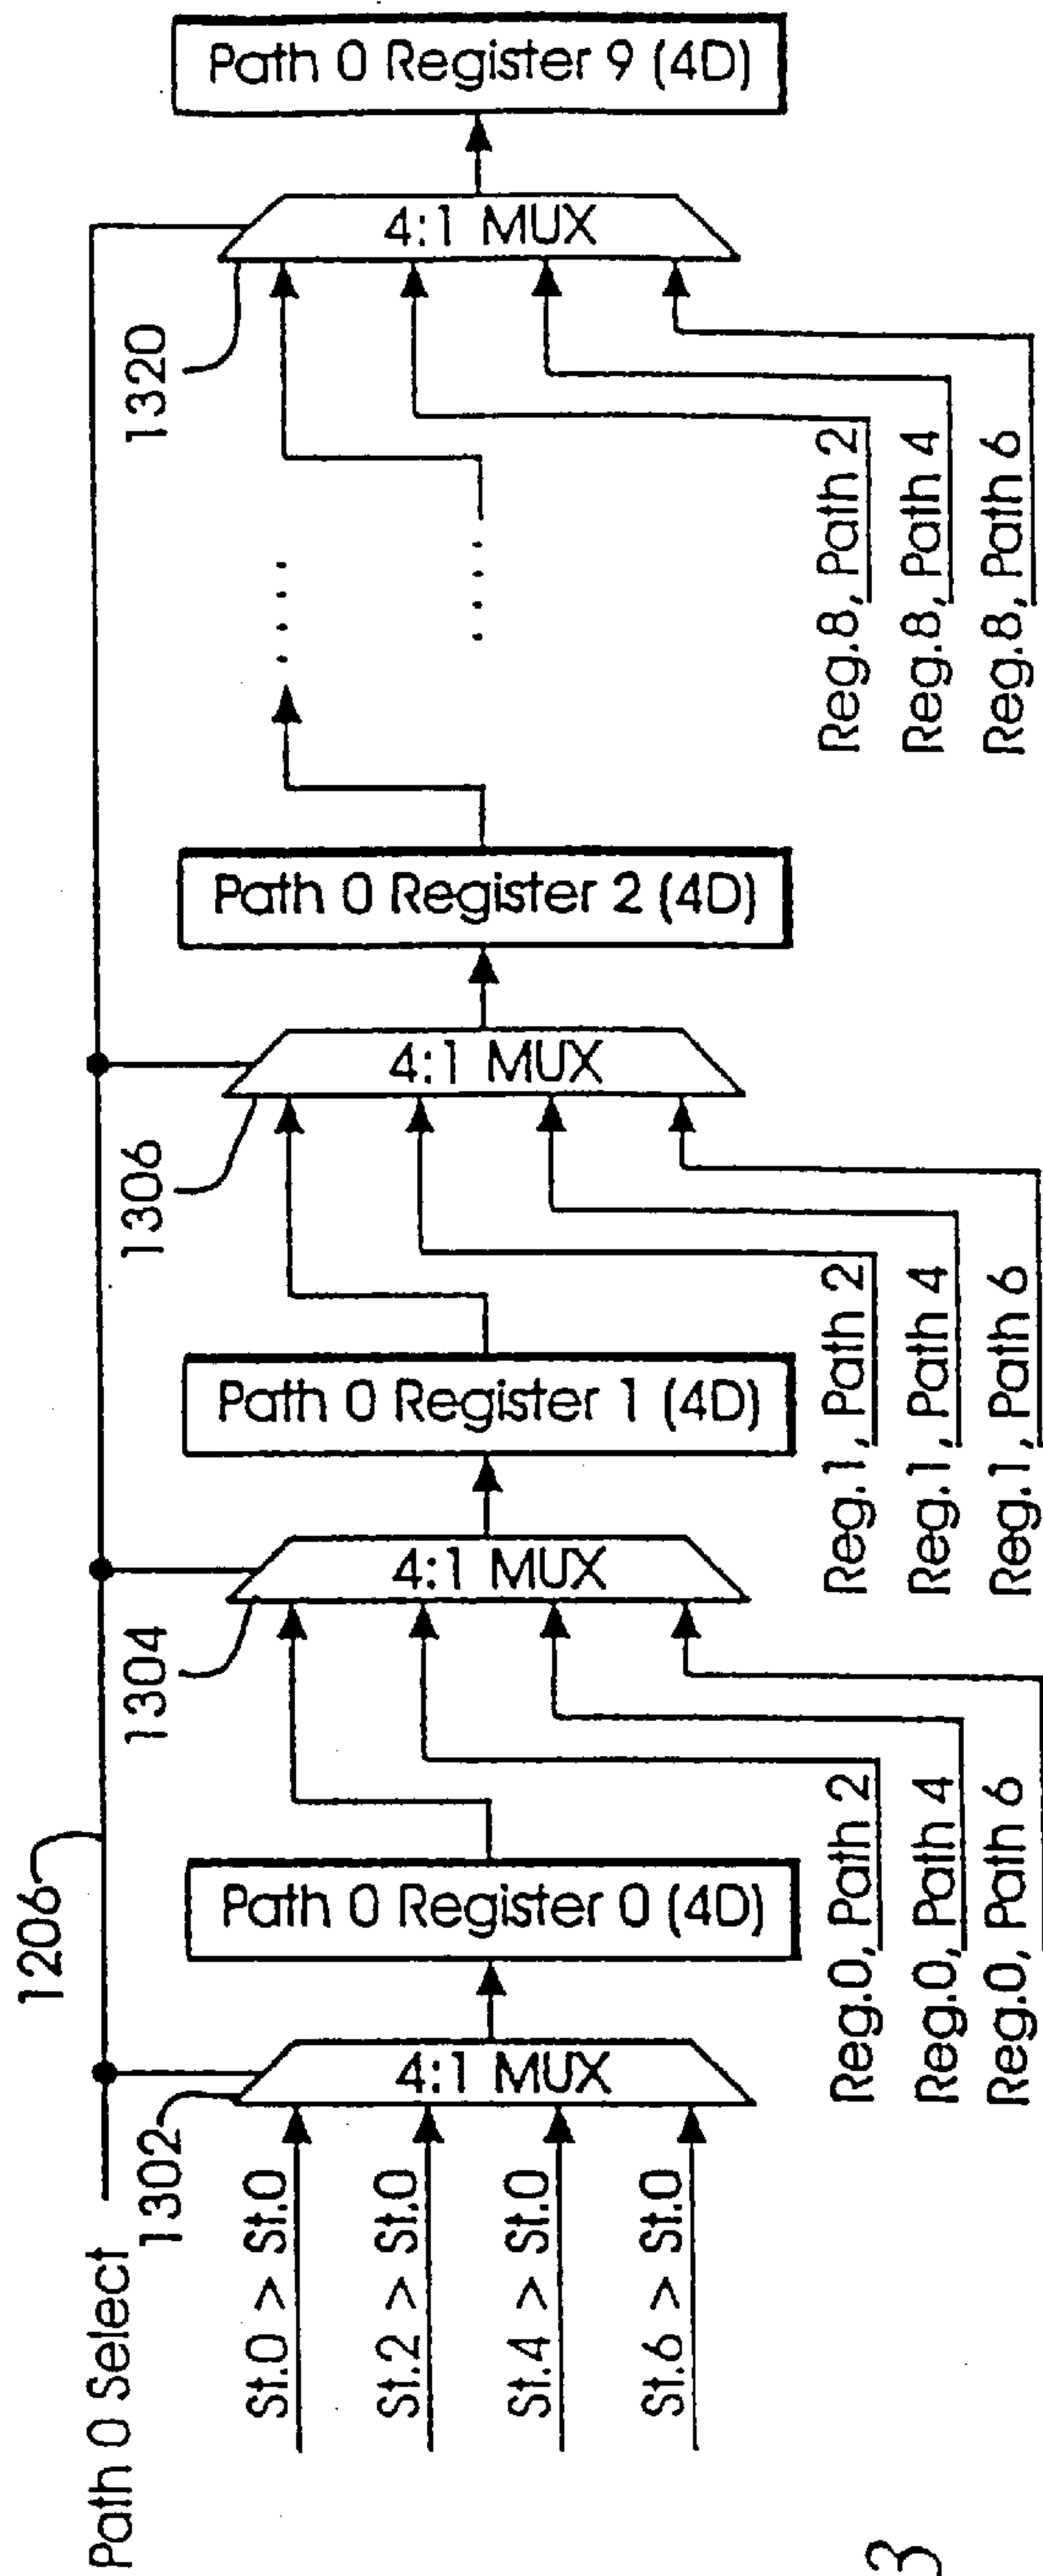 Path 0 Select
1206
1302
St.0 > St.0
St.2 > St.0
St.4 > St.0
St.6 > St.0
4:1 MUX
Path 0 Register 0 (4D)
Reg.0, Path 2
Reg.0, Path 4
Reg.0, Path 6
1304
4:1 MUX
Path 0 Register 1 (4D)
Reg.1, Path 2
Reg.1, Path 4
Reg.1, Path 6
1306
4:1 MUX
Path 0 Register 2 (4D)
. . . .
. . . .
Reg.8, Path 2
Reg.8, Path 4
Reg.8, Path 6
1320
4:1 MUX
Path 0 Register 9 (4D)
3